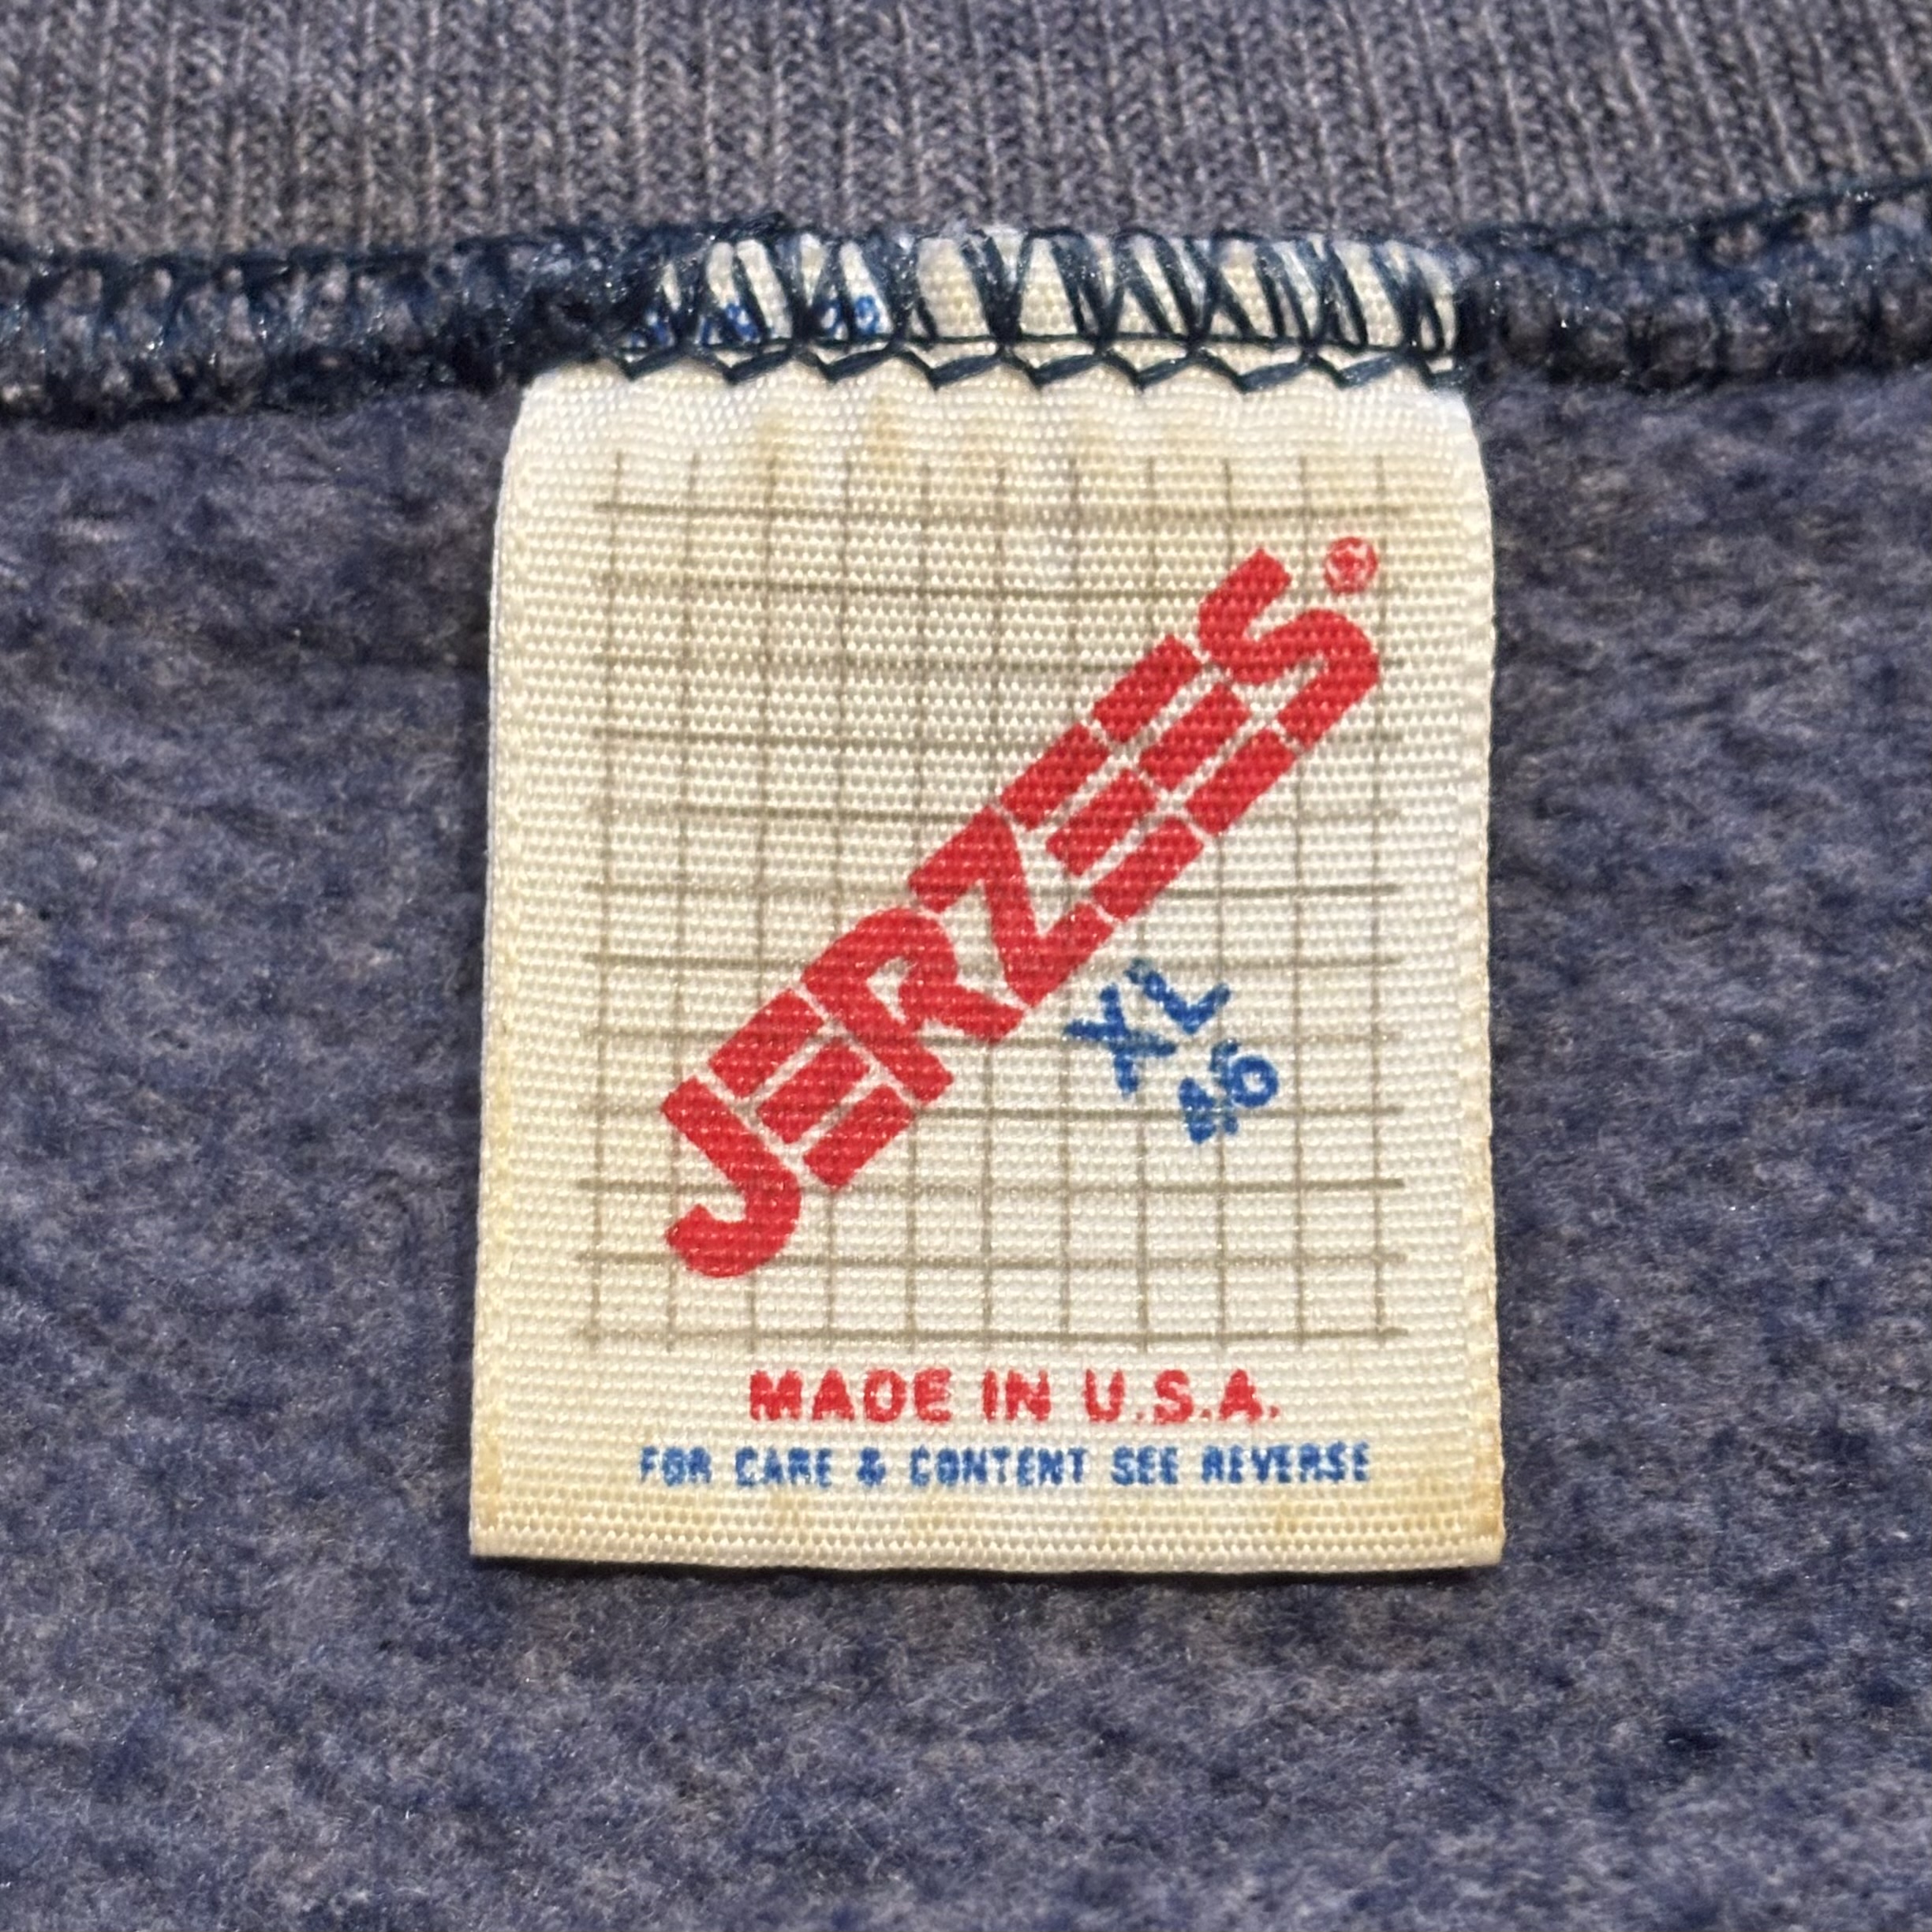 JERZEES®
XL
46
MADE IN U.S.A.
FOR CARE & CONTENT SEE REVERSE